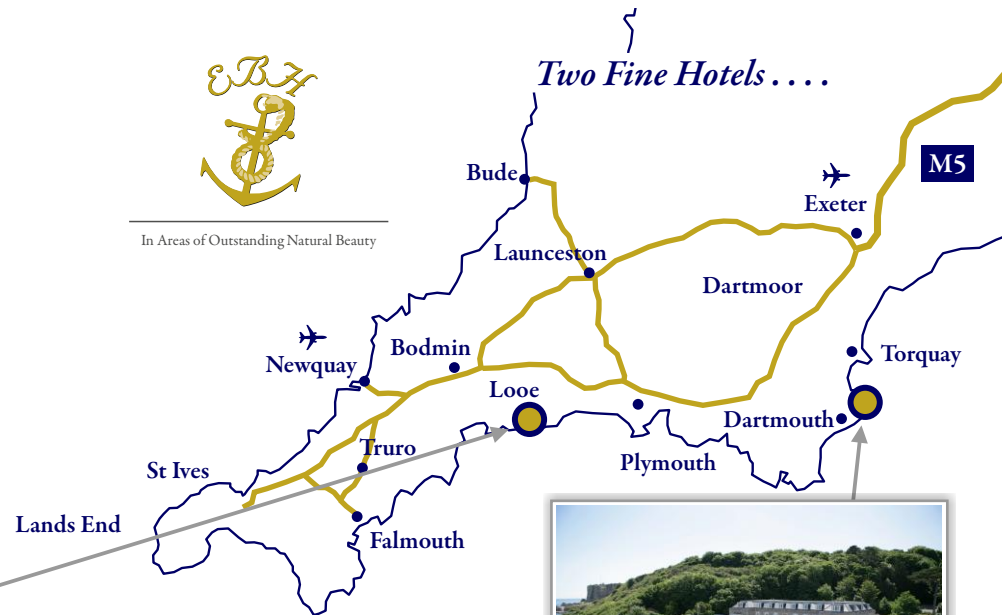 EBH
In Areas of Outstanding Natural Beauty
Two Fine Hotels . . . .
M5
Bude
Exeter
Launceston
Dartmoor
Newquay
Bodmin
Torquay
Looe
Dartmouth
Truro
Plymouth
St Ives
Lands End
Falmouth